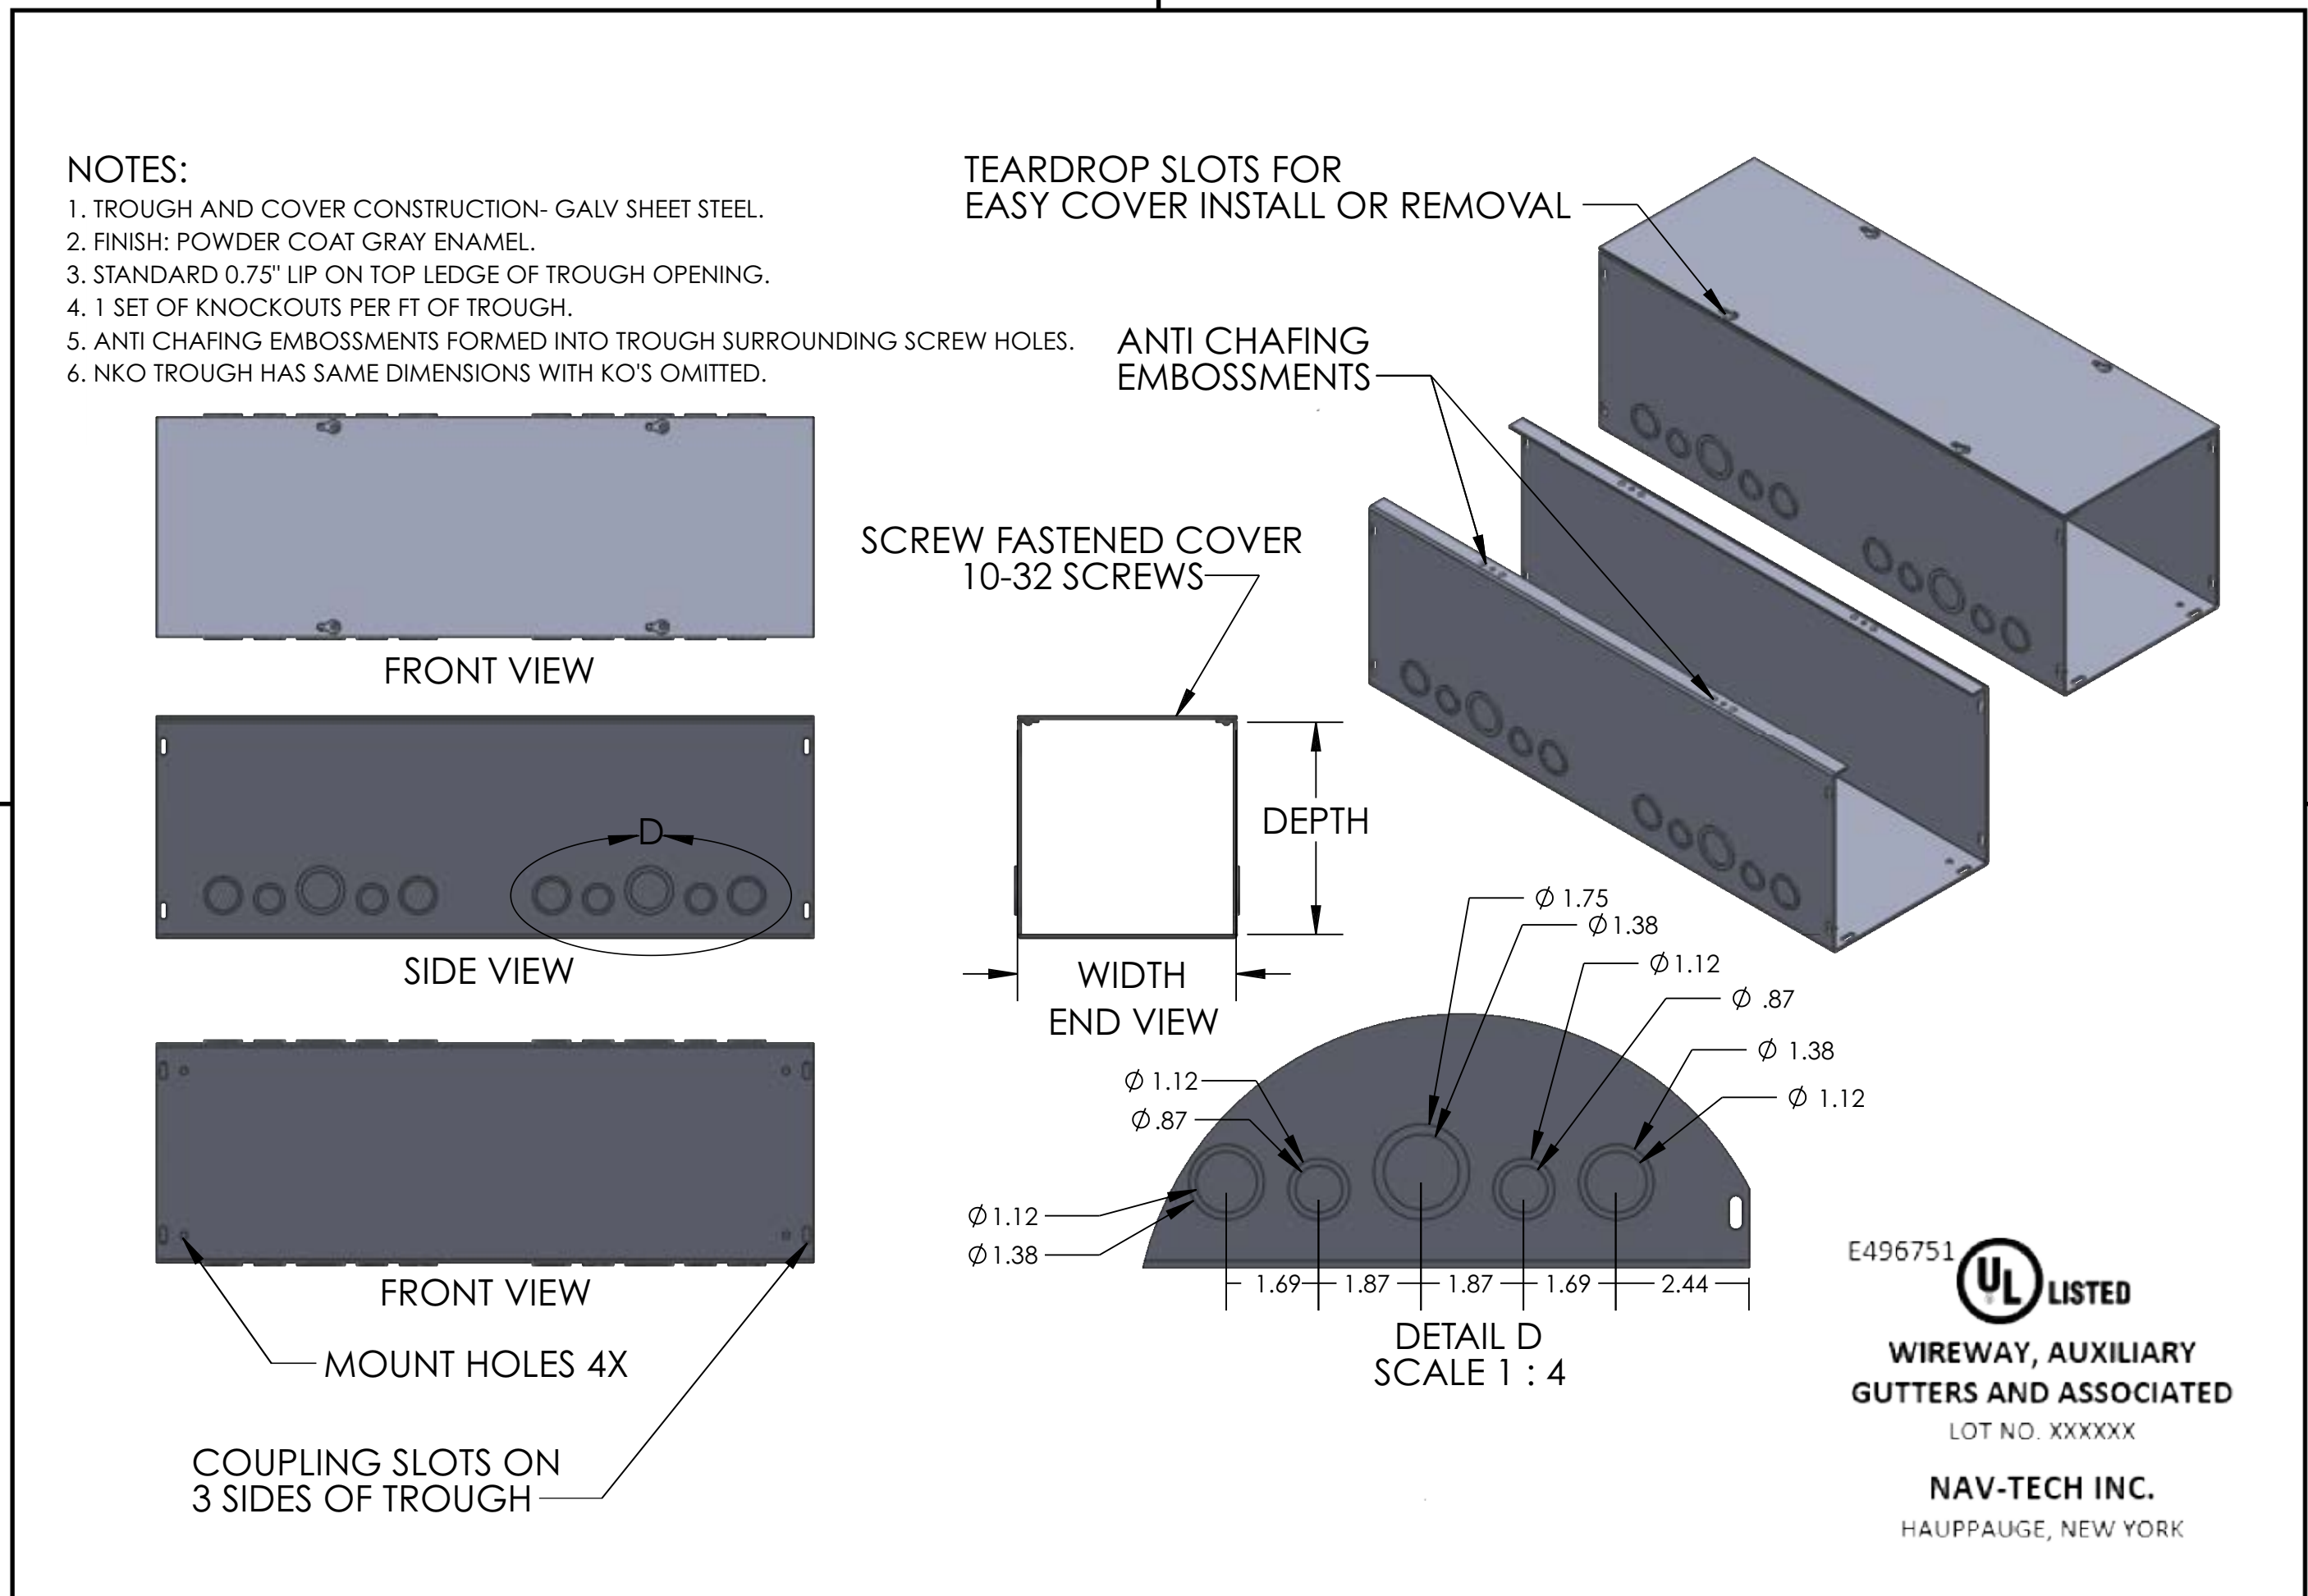 NOTES:
1. TROUGH AND COVER CONSTRUCTION- GALV SHEET STEEL.
2. FINISH: POWDER COAT GRAY ENAMEL.
3. STANDARD 0.75" LIP ON TOP LEDGE OF TROUGH OPENING.
4. 1 SET OF KNOCKOUTS PER FT OF TROUGH.
5. ANTI CHAFING EMBOSSMENTS FORMED INTO TROUGH SURROUNDING SCREW HOLES.
6. NKO TROUGH HAS SAME DIMENSIONS WITH KO'S OMITTED.
TEARDROP SLOTS FOR
EASY COVER INSTALL OR REMOVAL
ANTI CHAFING
EMBOSSMENTS
SCREW FASTENED COVER
10-32 SCREWS
FRONT VIEW
D
SIDE VIEW
DEPTH
WIDTH
END VIEW
FRONT VIEW
MOUNT HOLES 4X
COUPLING SLOTS ON
3 SIDES OF TROUGH
Ø 1.75
Ø 1.38
Ø 1.12
Ø .87
Ø 1.38
Ø 1.12
Ø 1.12
Ø .87
Ø 1.12
Ø 1.38
1.69 1.87 1.87 1.69 2.44
DETAIL D
SCALE 1 : 4
E496751
UL LISTED
WIREWAY, AUXILIARY
GUTTERS AND ASSOCIATED
LOT NO. XXXXXX
NAV-TECH INC.
HAUPPAUGE, NEW YORK